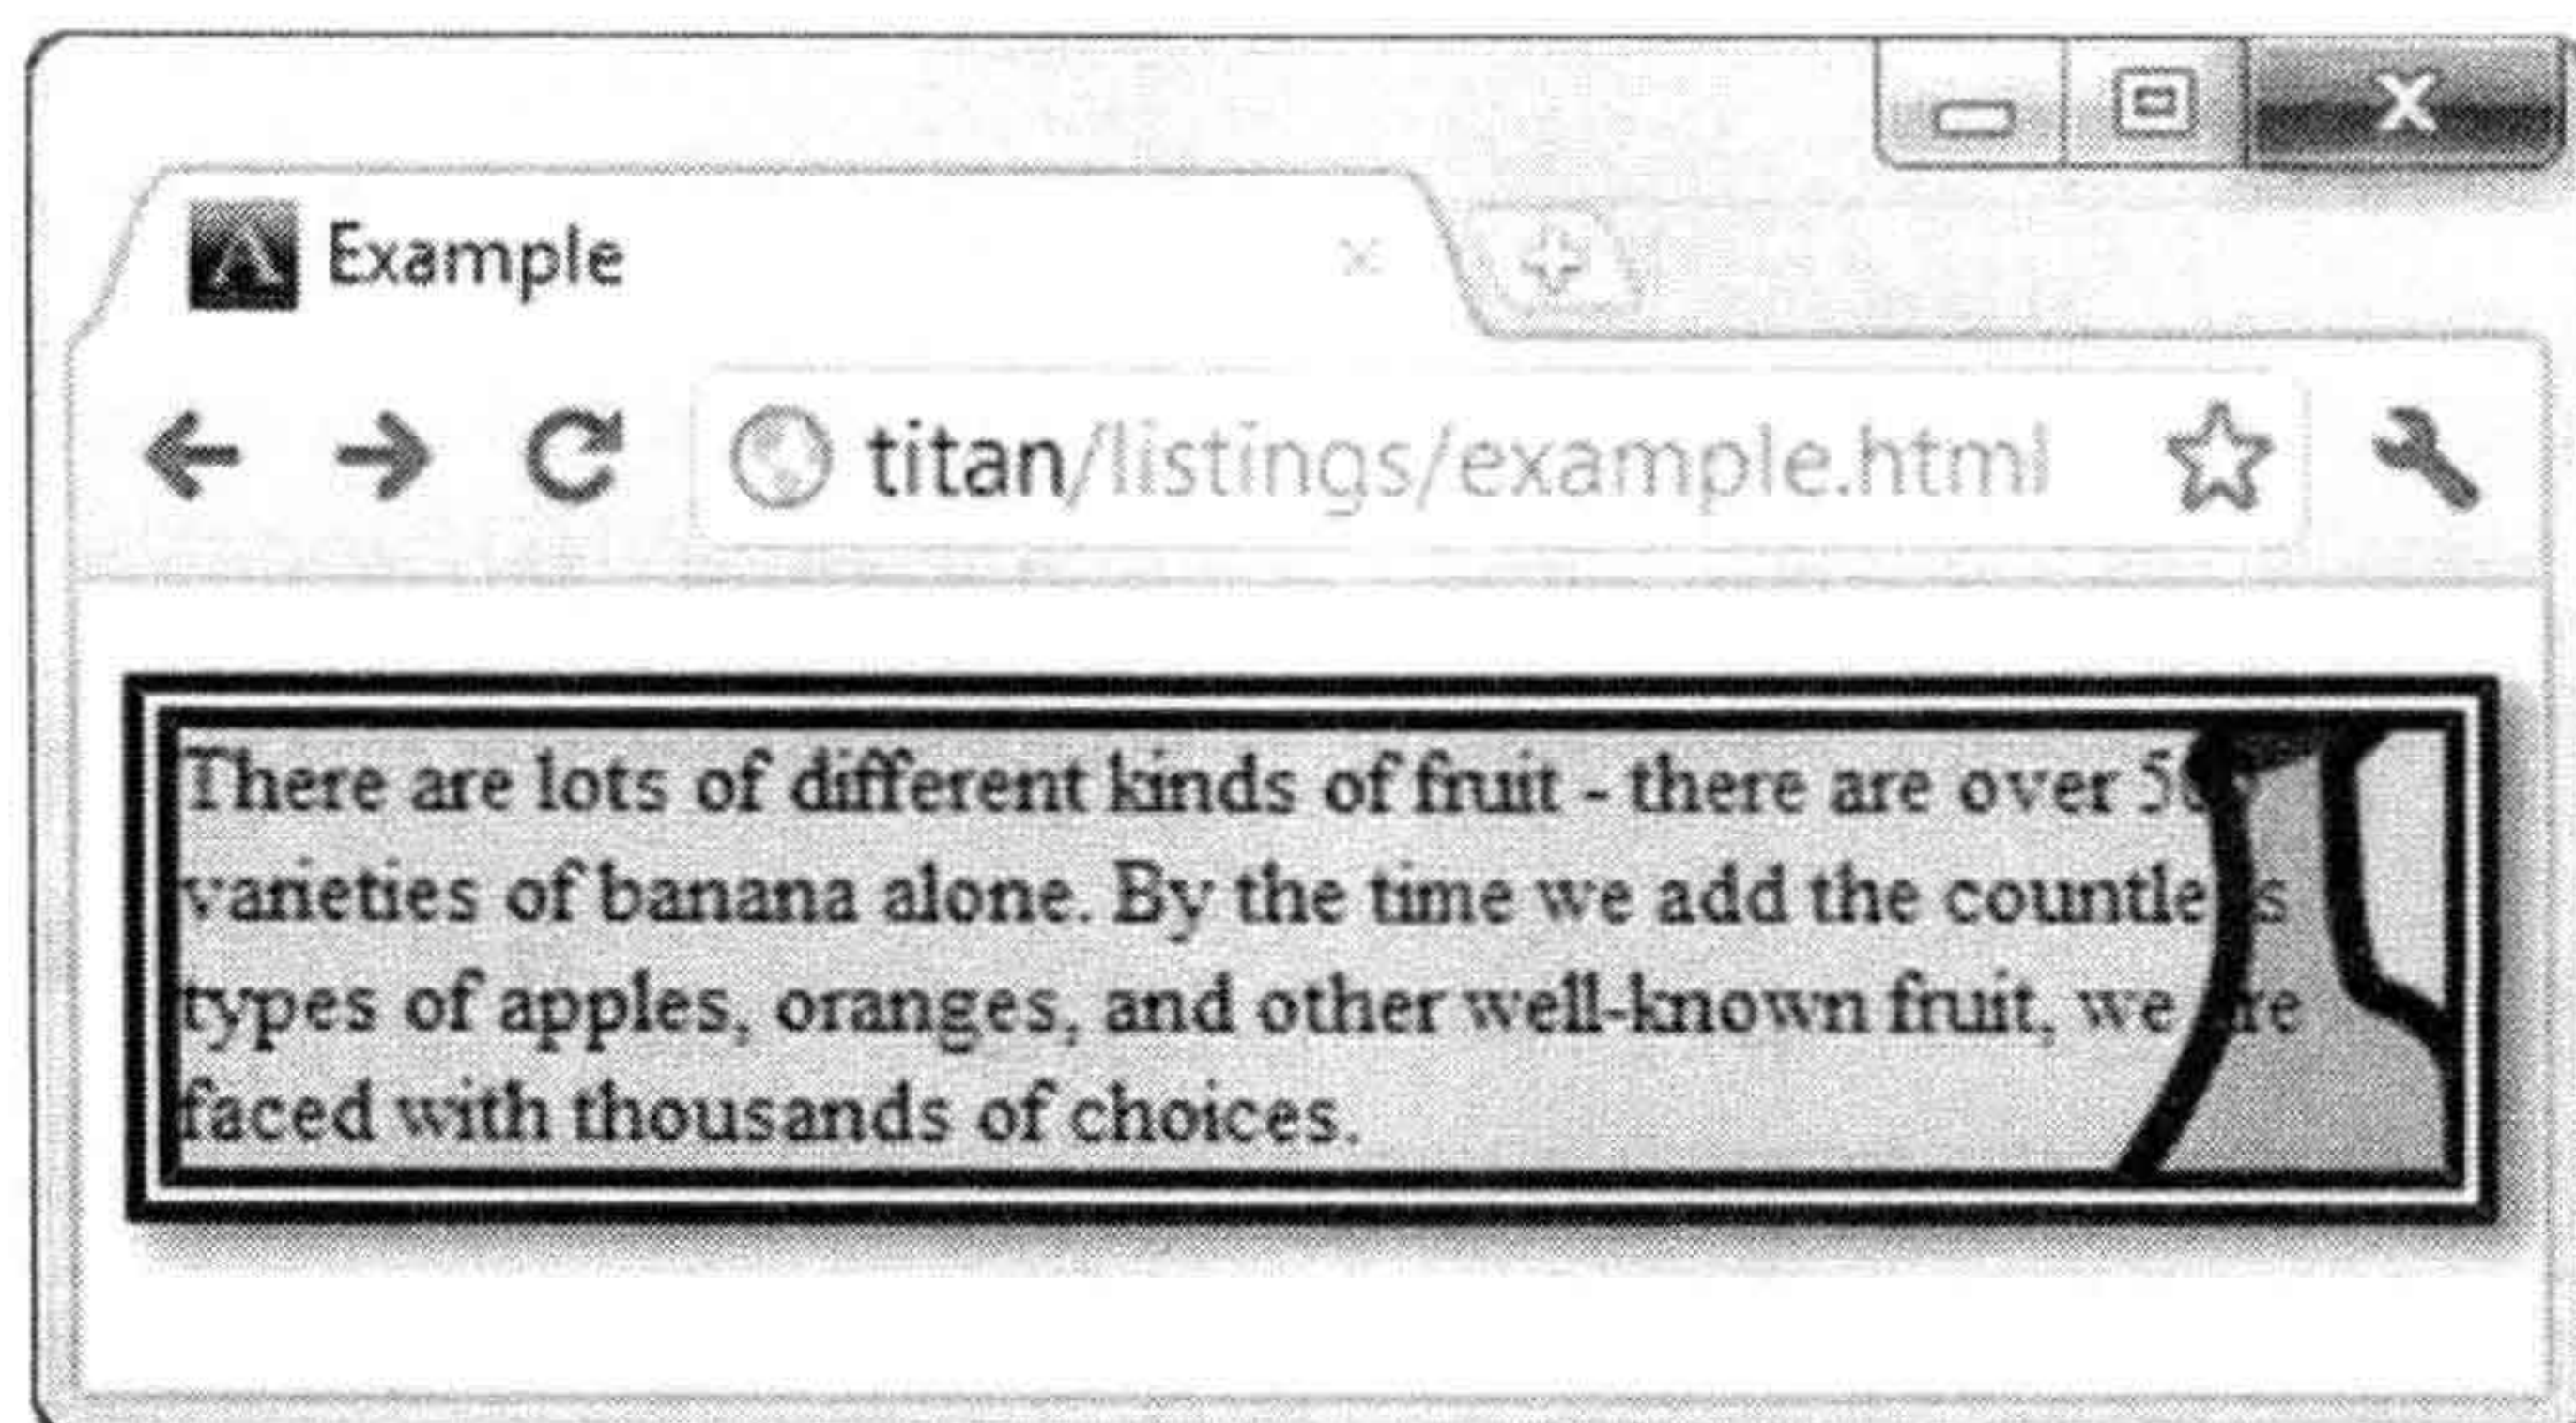 Example
titan/listings/example.html
There are lots of different kinds of fruit - there are over
varieties of banana alone. By the time we add the
types of apples, oranges, and other well-known fruit, we
faced with thousands of choices.